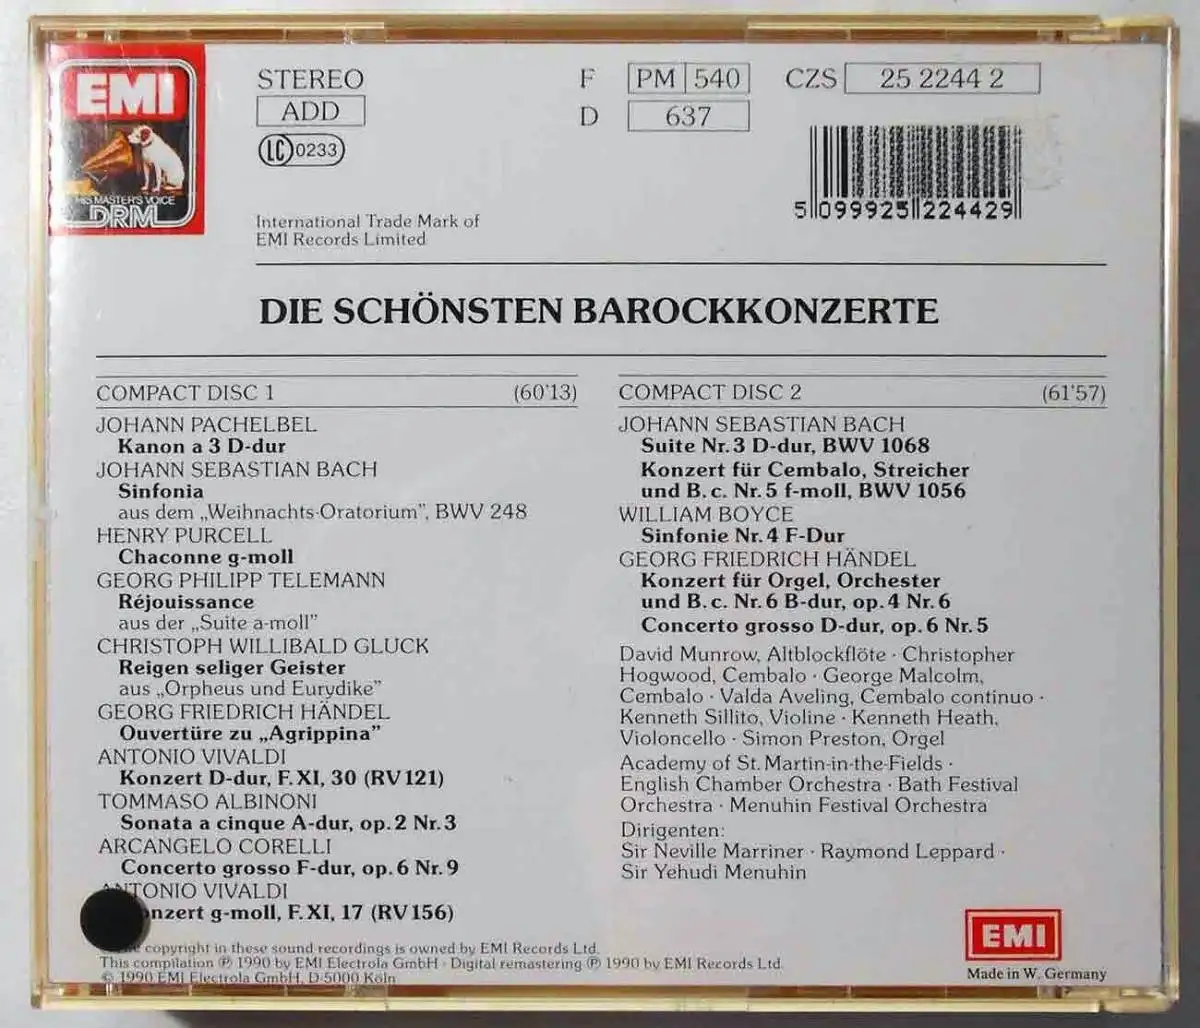 EMI
HIS MASTER'S VOICE
DRM
STEREO
ADD
LC 0233
International Trade Mark of
EMI Records Limited
F PM 540
D 637
CZS 25 2244 2
5 099925 224429
DIE SCHÖNSTEN BAROCKKONZERTE
COMPACT DISC 1 (60'13)
JOHANN PACHELBEL
Kanon a 3 D-dur
JOHANN SEBASTIAN BACH
Sinfonia
aus dem „Weihnachts-Oratorium", BWV 248
HENRY PURCELL
Chaconne g-moll
GEORG PHILIPP TELEMANN
Réjouissance
aus der „Suite a-moll"
CHRISTOPH WILLIBALD GLUCK
Reigen seliger Geister
aus „Orpheus und Eurydike"
GEORG FRIEDRICH HÄNDEL
Ouvertüre zu „Agrippina"
ANTONIO VIVALDI
Konzert D-dur, F. XI, 30 (RV 121)
TOMMASO ALBINONI
Sonata a cinque A-dur, op. 2 Nr. 3
ARCANGELO CORELLI
Concerto grosso F-dur, op. 6 Nr. 9
ANTONIO VIVALDI
onzert g-moll, F. XI, 17 (RV 156)
COMPACT DISC 2 (61'57)
JOHANN SEBASTIAN BACH
Suite Nr. 3 D-dur, BWV 1068
Konzert für Cembalo, Streicher
und B. c. Nr. 5 f-moll, BWV 1056
WILLIAM BOYCE
Sinfonie Nr. 4 F-Dur
GEORG FRIEDRICH HÄNDEL
Konzert für Orgel, Orchester
und B. c. Nr. 6 B-dur, op. 4 Nr. 6
Concerto grosso D-dur, op. 6 Nr. 5
David Munrow, Altblockflöte · Christopher
Hogwood, Cembalo · George Malcolm,
Cembalo · Valda Aveling, Cembalo continuo ·
Kenneth Sillito, Violine · Kenneth Heath,
Violoncello · Simon Preston, Orgel
Academy of St. Martin-in-the-Fields ·
English Chamber Orchestra · Bath Festival
Orchestra · Menuhin Festival Orchestra
Dirigenten:
Sir Neville Marriner · Raymond Leppard ·
Sir Yehudi Menuhin
copyright in these sound recordings is owned by EMI Records Ltd.
This compilation ℗ 1990 by EMI Electrola GmbH · Digital remastering ℗ 1990 by EMI Records Ltd.
© 1990 EMI Electrola GmbH, D-5000 Köln
EMI
Made in W. Germany